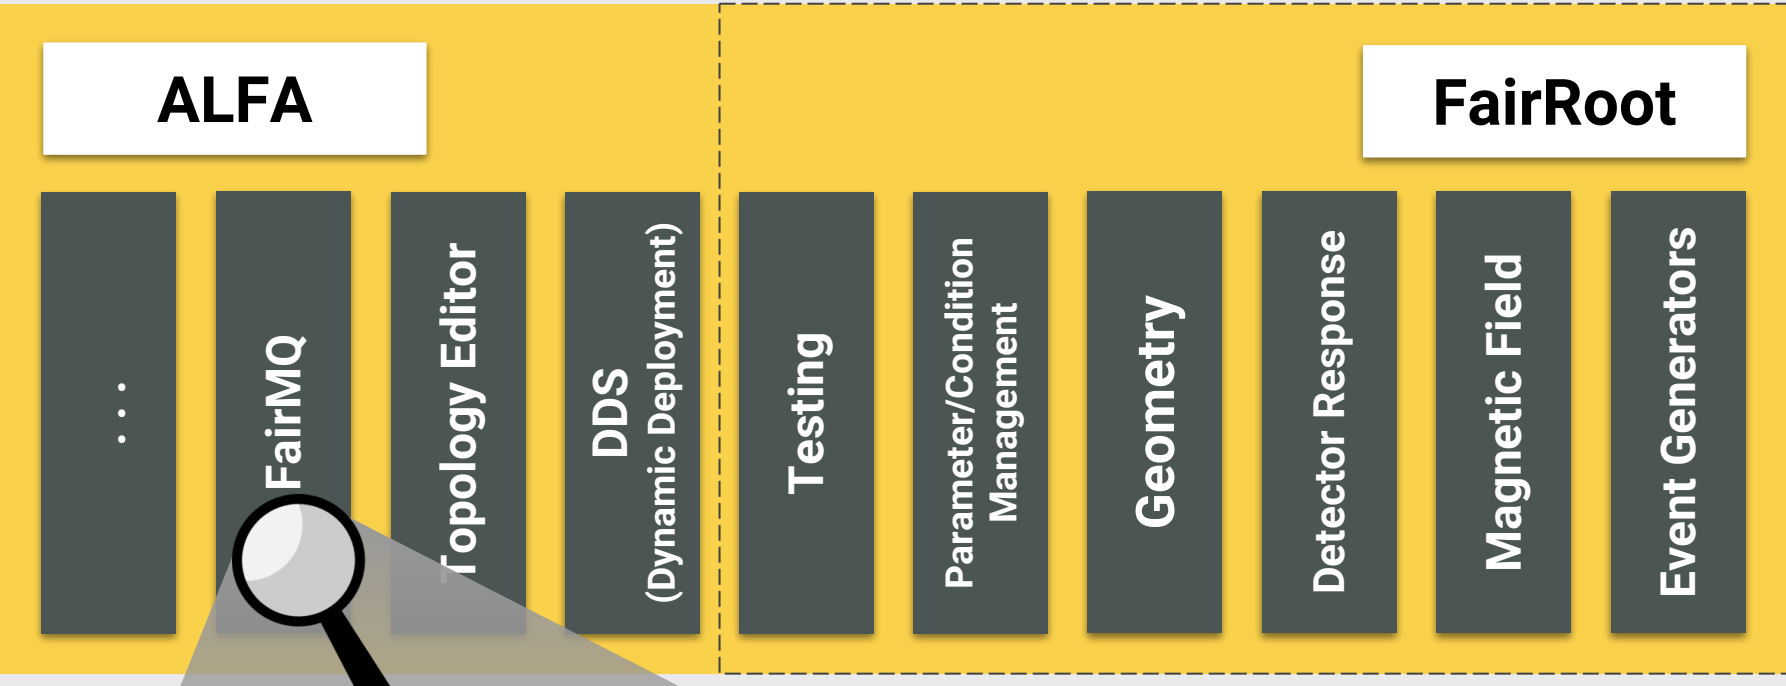 ALFA
FairRoot
. . .
FairMQ
Topology Editor
DDS
(Dynamic Deployment)
Testing
Parameter/Condition
Management
Geometry
Detector Response
Magnetic Field
Event Generators